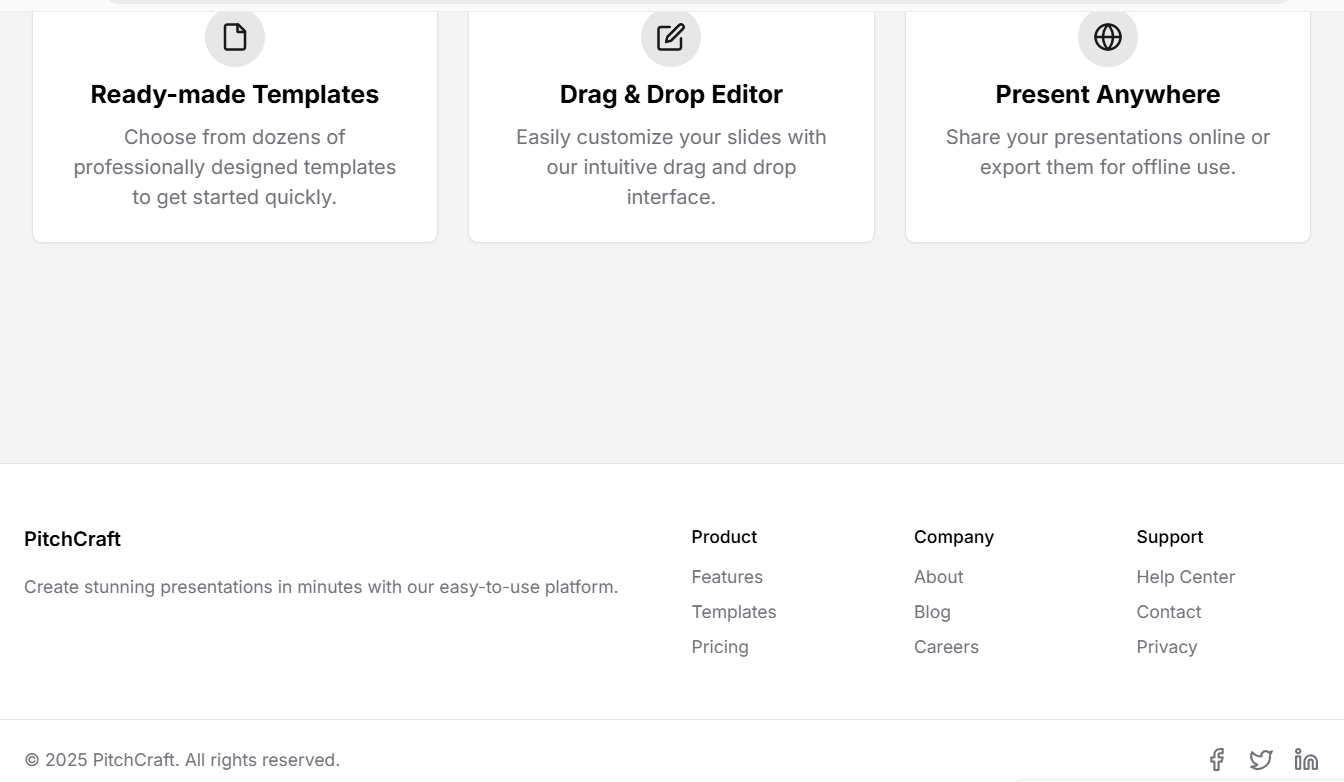 Ready-made Templates
Choose from dozens of
professionally designed templates
to get started quickly.
Drag & Drop Editor
Easily customize your slides with
our intuitive drag and drop
interface.
Present Anywhere
Share your presentations online or
export them for offline use.
PitchCraft
Create stunning presentations in minutes with our easy-to-use platform.
Product
Features
Templates
Pricing
Company
About
Blog
Careers
Support
Help Center
Contact
Privacy
© 2025 PitchCraft. All rights reserved.